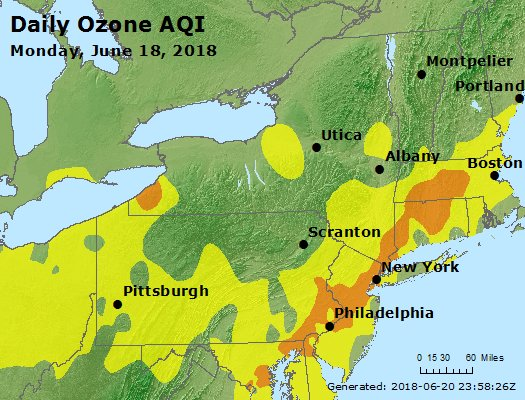 Daily Ozone AQI
Monday, June 18, 2018
Montpelier
Portland
Utica
Albany
Boston
Scranton
New York
Pittsburgh
Philadelphia
0 15 30 60 Miles
Generated: 2018-06-20 23:58:26Z